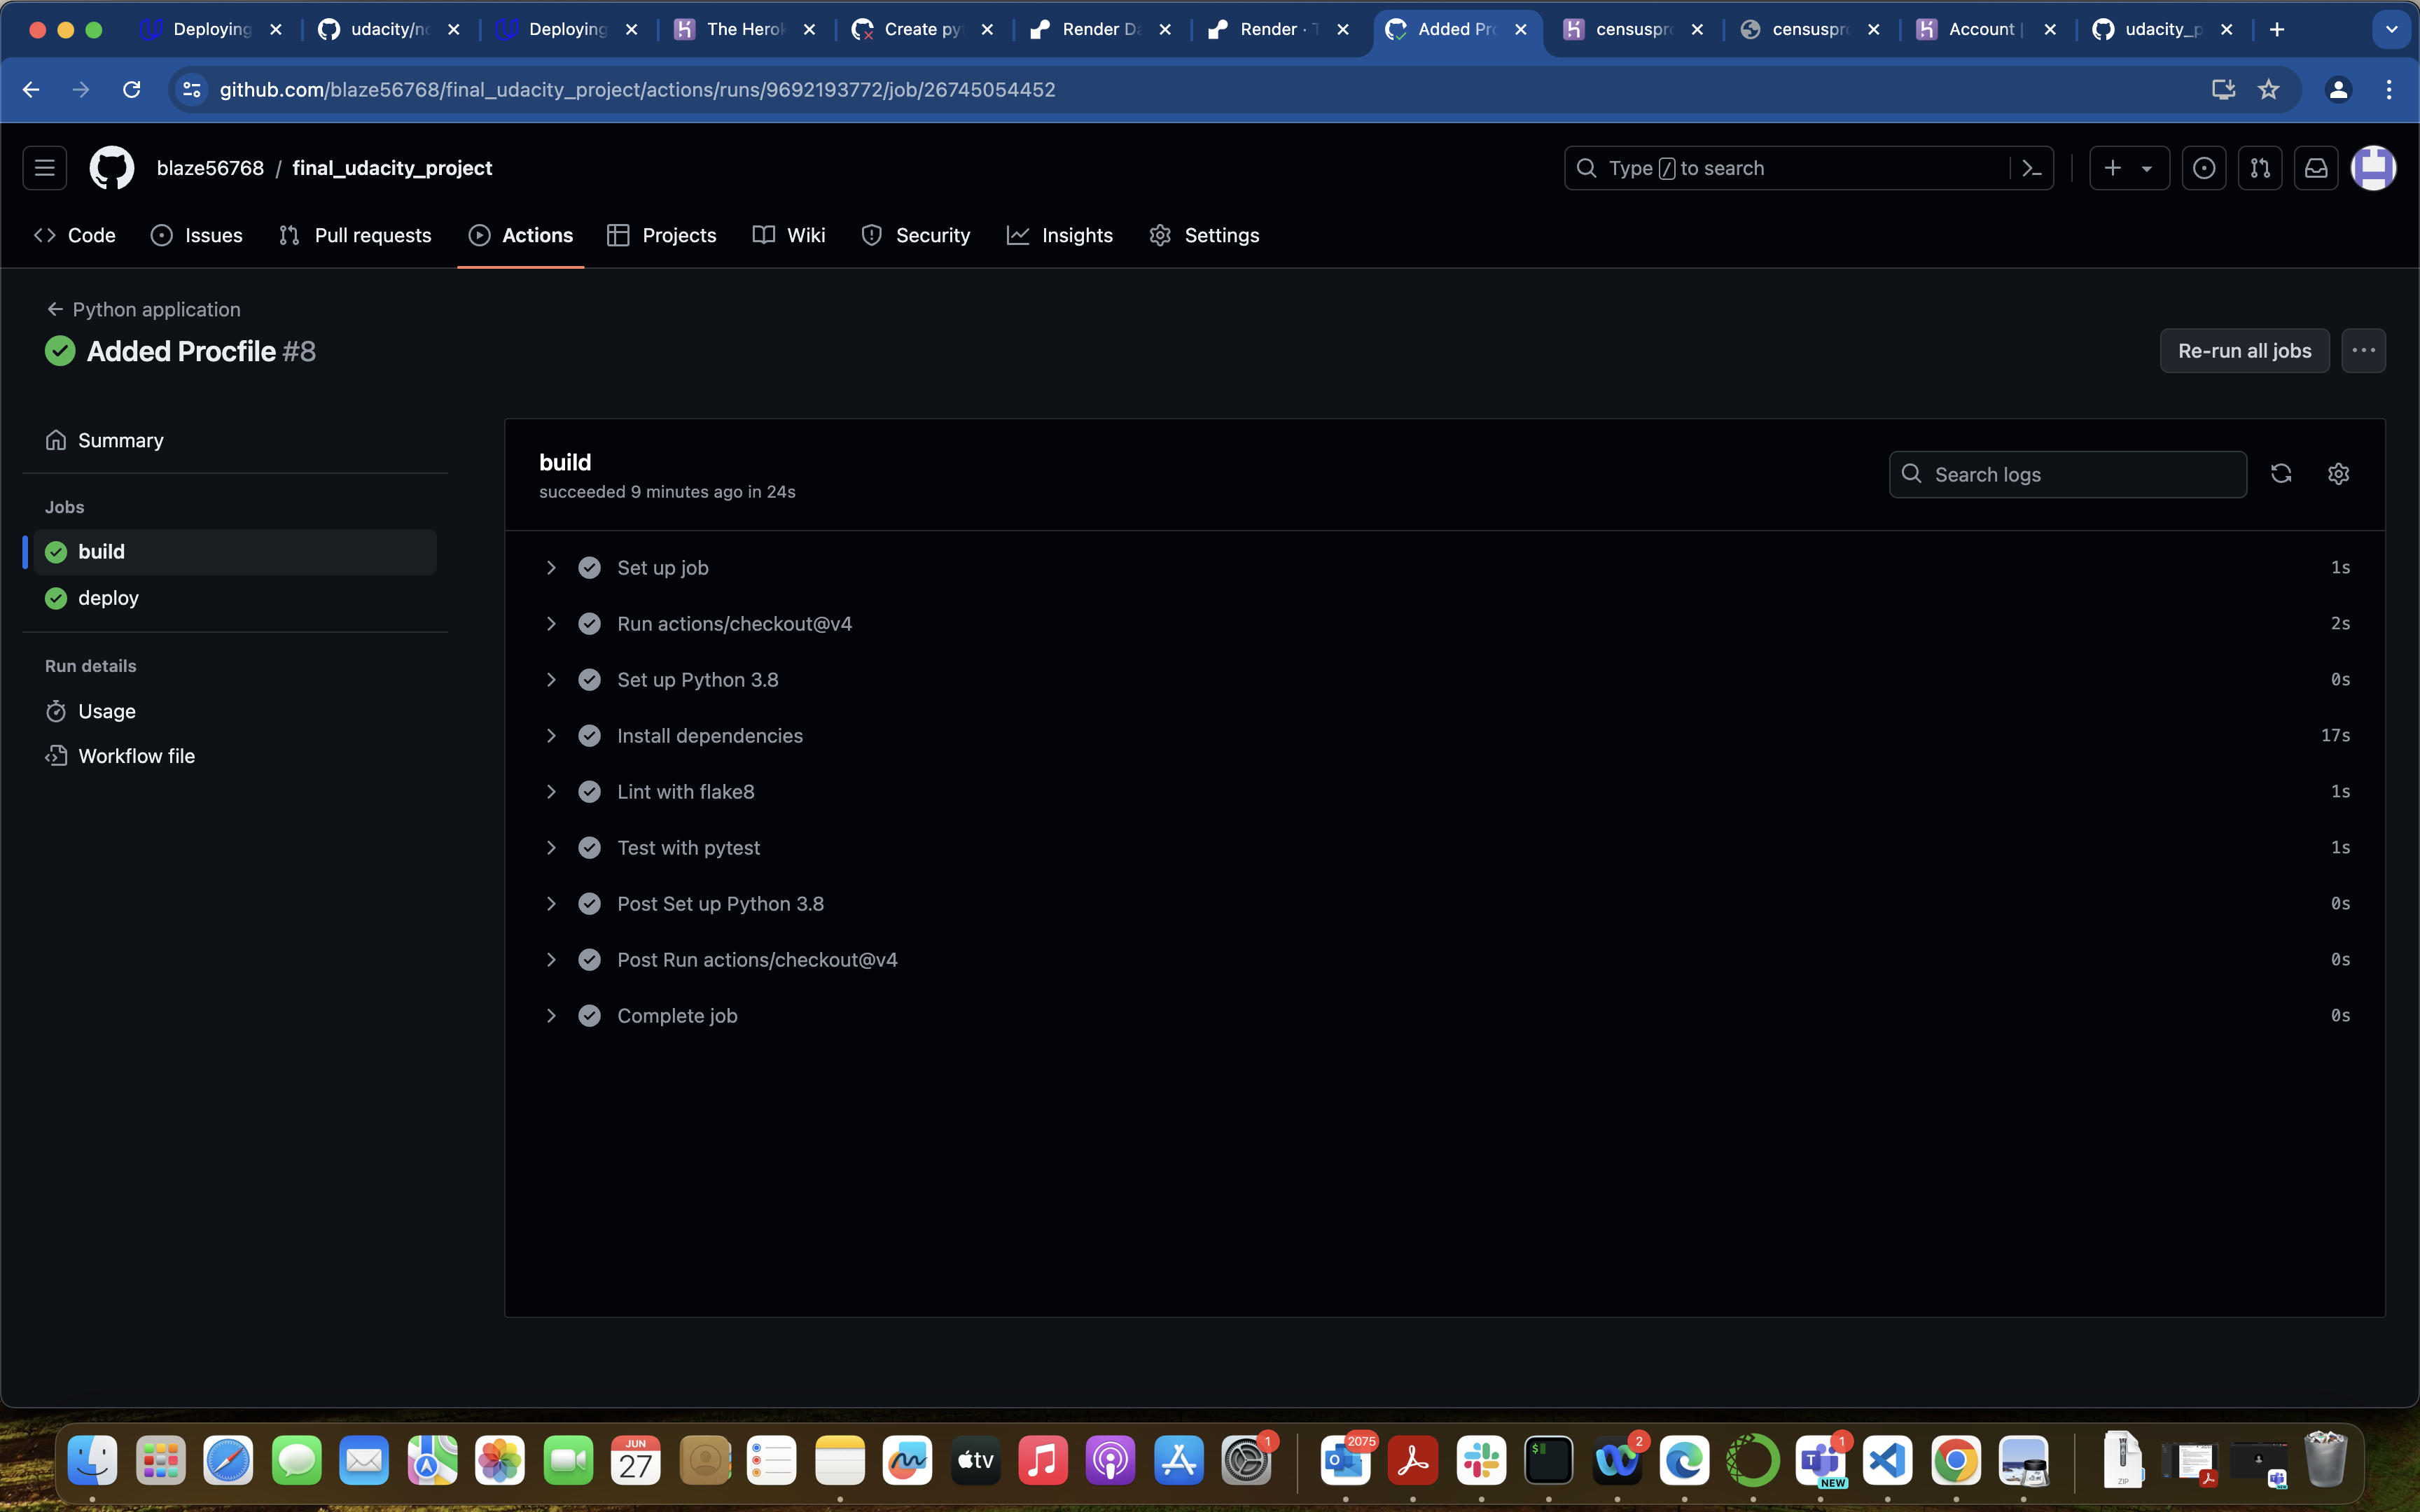 Deploying
udacity/n
Deploying
The Hero
Create py
Render D
Render ·
Added Pr
censuspr
censuspr
Account |
udacity_p
github.com/blaze56768/final_udacity_project/actions/runs/9692193772/job/26745054452
blaze56768 / final_udacity_project
Type / to search
Code
Issues
Pull requests
Actions
Projects
Wiki
Security
Insights
Settings
Python application
Added Procfile #8
Re-run all jobs
Summary
Jobs
build
deploy
Run details
Usage
Workflow file
build
succeeded 9 minutes ago in 24s
Search logs
Set up job 1s
Run actions/checkout@v4 2s
Set up Python 3.8 0s
Install dependencies 17s
Lint with flake8 1s
Test with pytest 1s
Post Set up Python 3.8 0s
Post Run actions/checkout@v4 0s
Complete job 0s
JUN
27
tv
1
2075
2
1
NEW
ZIP